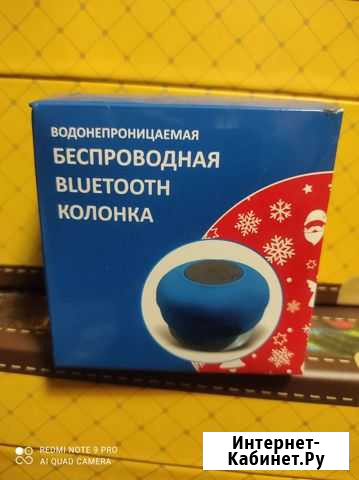 ВОДОНЕПРОНИЦАЕМАЯ
БЕСПРОВОДНАЯ
BLUETOOTH
КОЛОНКА
REDMI NOTE 9 PRO
AI QUAD CAMERA
Интернет-
Кабинет.Ру